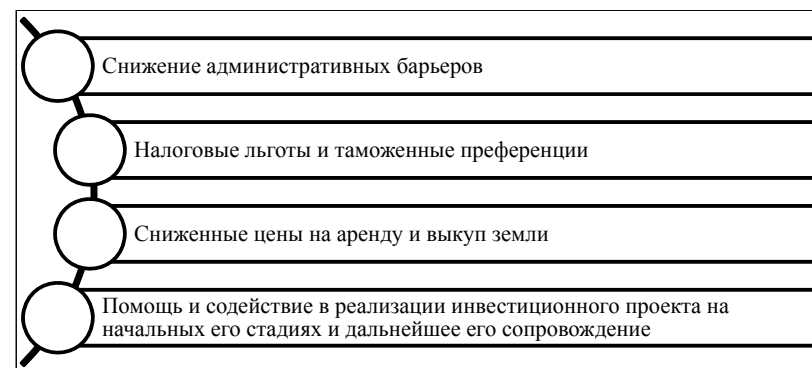 Снижение административных барьеров
Налоговые льготы и таможенные преференции
Сниженные цены на аренду и выкуп земли
Помощь и содействие в реализации инвестиционного проекта на
начальных его стадиях и дальнейшее его сопровождение